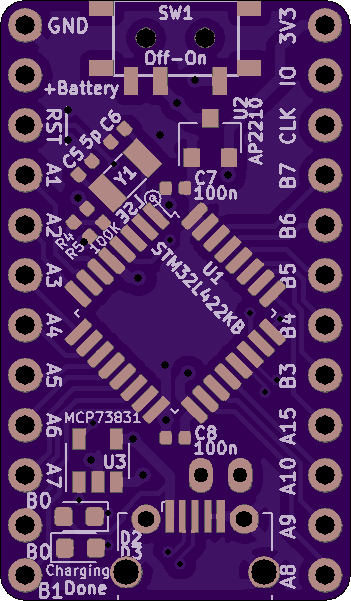 GND
SW1
3V3
Off-On
+Battery
IO
RST
C5 5p C6
U2
AP2210
CLK
A1
Y1
C7
100n
B7
32
A2
R4
R5
100K
B6
U1
STM32L422KB
A3
B5
A4
B4
A5
B3
MCP73831
A6
C8
100n
A15
U3
A7
A10
B0
D2
A9
B0
D3
Charging
Done
B1
A8